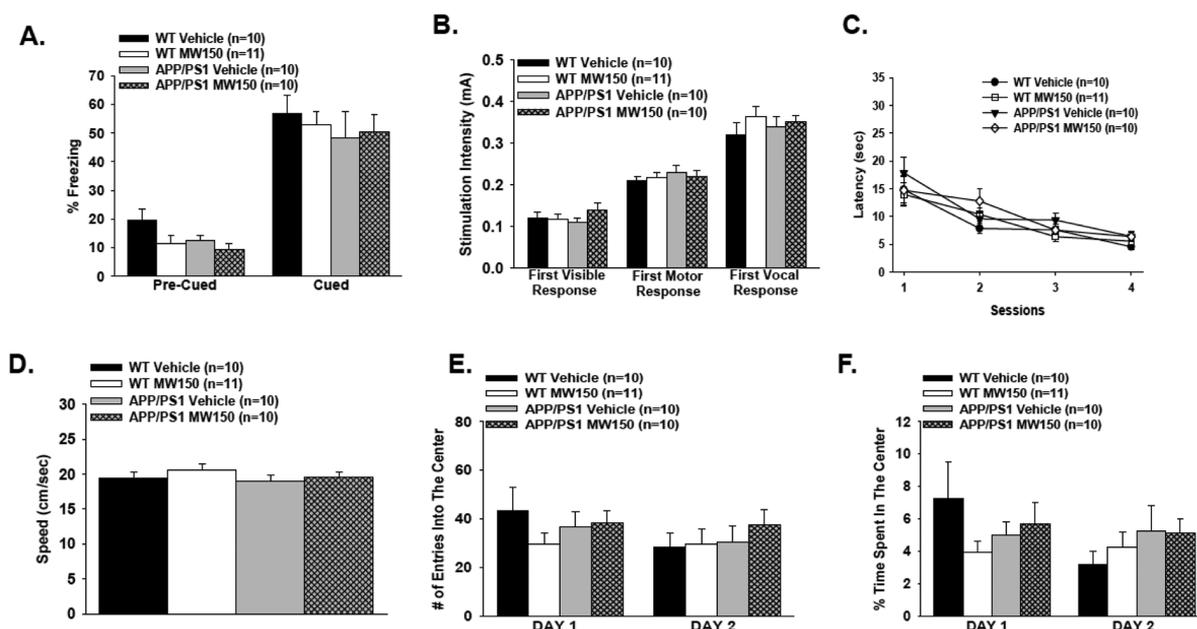 A.
WT Vehicle (n=10)
WT MW150 (n=11)
APP/PS1 Vehicle (n=10)
APP/PS1 MW150 (n=10)
% Freezing
70
60
50
40
30
20
10
0
Pre-Cued
Cued
B.
WT Vehicle (n=10)
WT MW150 (n=11)
APP/PS1 Vehicle (n=10)
APP/PS1 MW150 (n=10)
Stimulation Intensity (mA)
0.5
0.4
0.3
0.2
0.1
0.0
First Visible
Response
First Motor
Response
First Vocal
Response
C.
WT Vehicle (n=10)
WT MW150 (n=11)
APP/PS1 Vehicle (n=10)
APP/PS1 MW150 (n=10)
Latency (sec)
35
30
25
20
15
10
5
0
1
2
3
4
Sessions
D.
WT Vehicle (n=10)
WT MW150 (n=11)
APP/PS1 Vehicle (n=10)
APP/PS1 MW150 (n=10)
Speed (cm/sec)
30
25
20
15
10
5
0
E.
WT Vehicle (n=10)
WT MW150 (n=11)
APP/PS1 Vehicle (n=10)
APP/PS1 MW150 (n=10)
# of Entries Into The Center
80
60
40
20
0
DAY 1
DAY 2
F.
WT Vehicle (n=10)
WT MW150 (n=11)
APP/PS1 Vehicle (n=10)
APP/PS1 MW150 (n=10)
% Time Spent In The Center
12
10
8
6
4
2
0
DAY 1
DAY 2